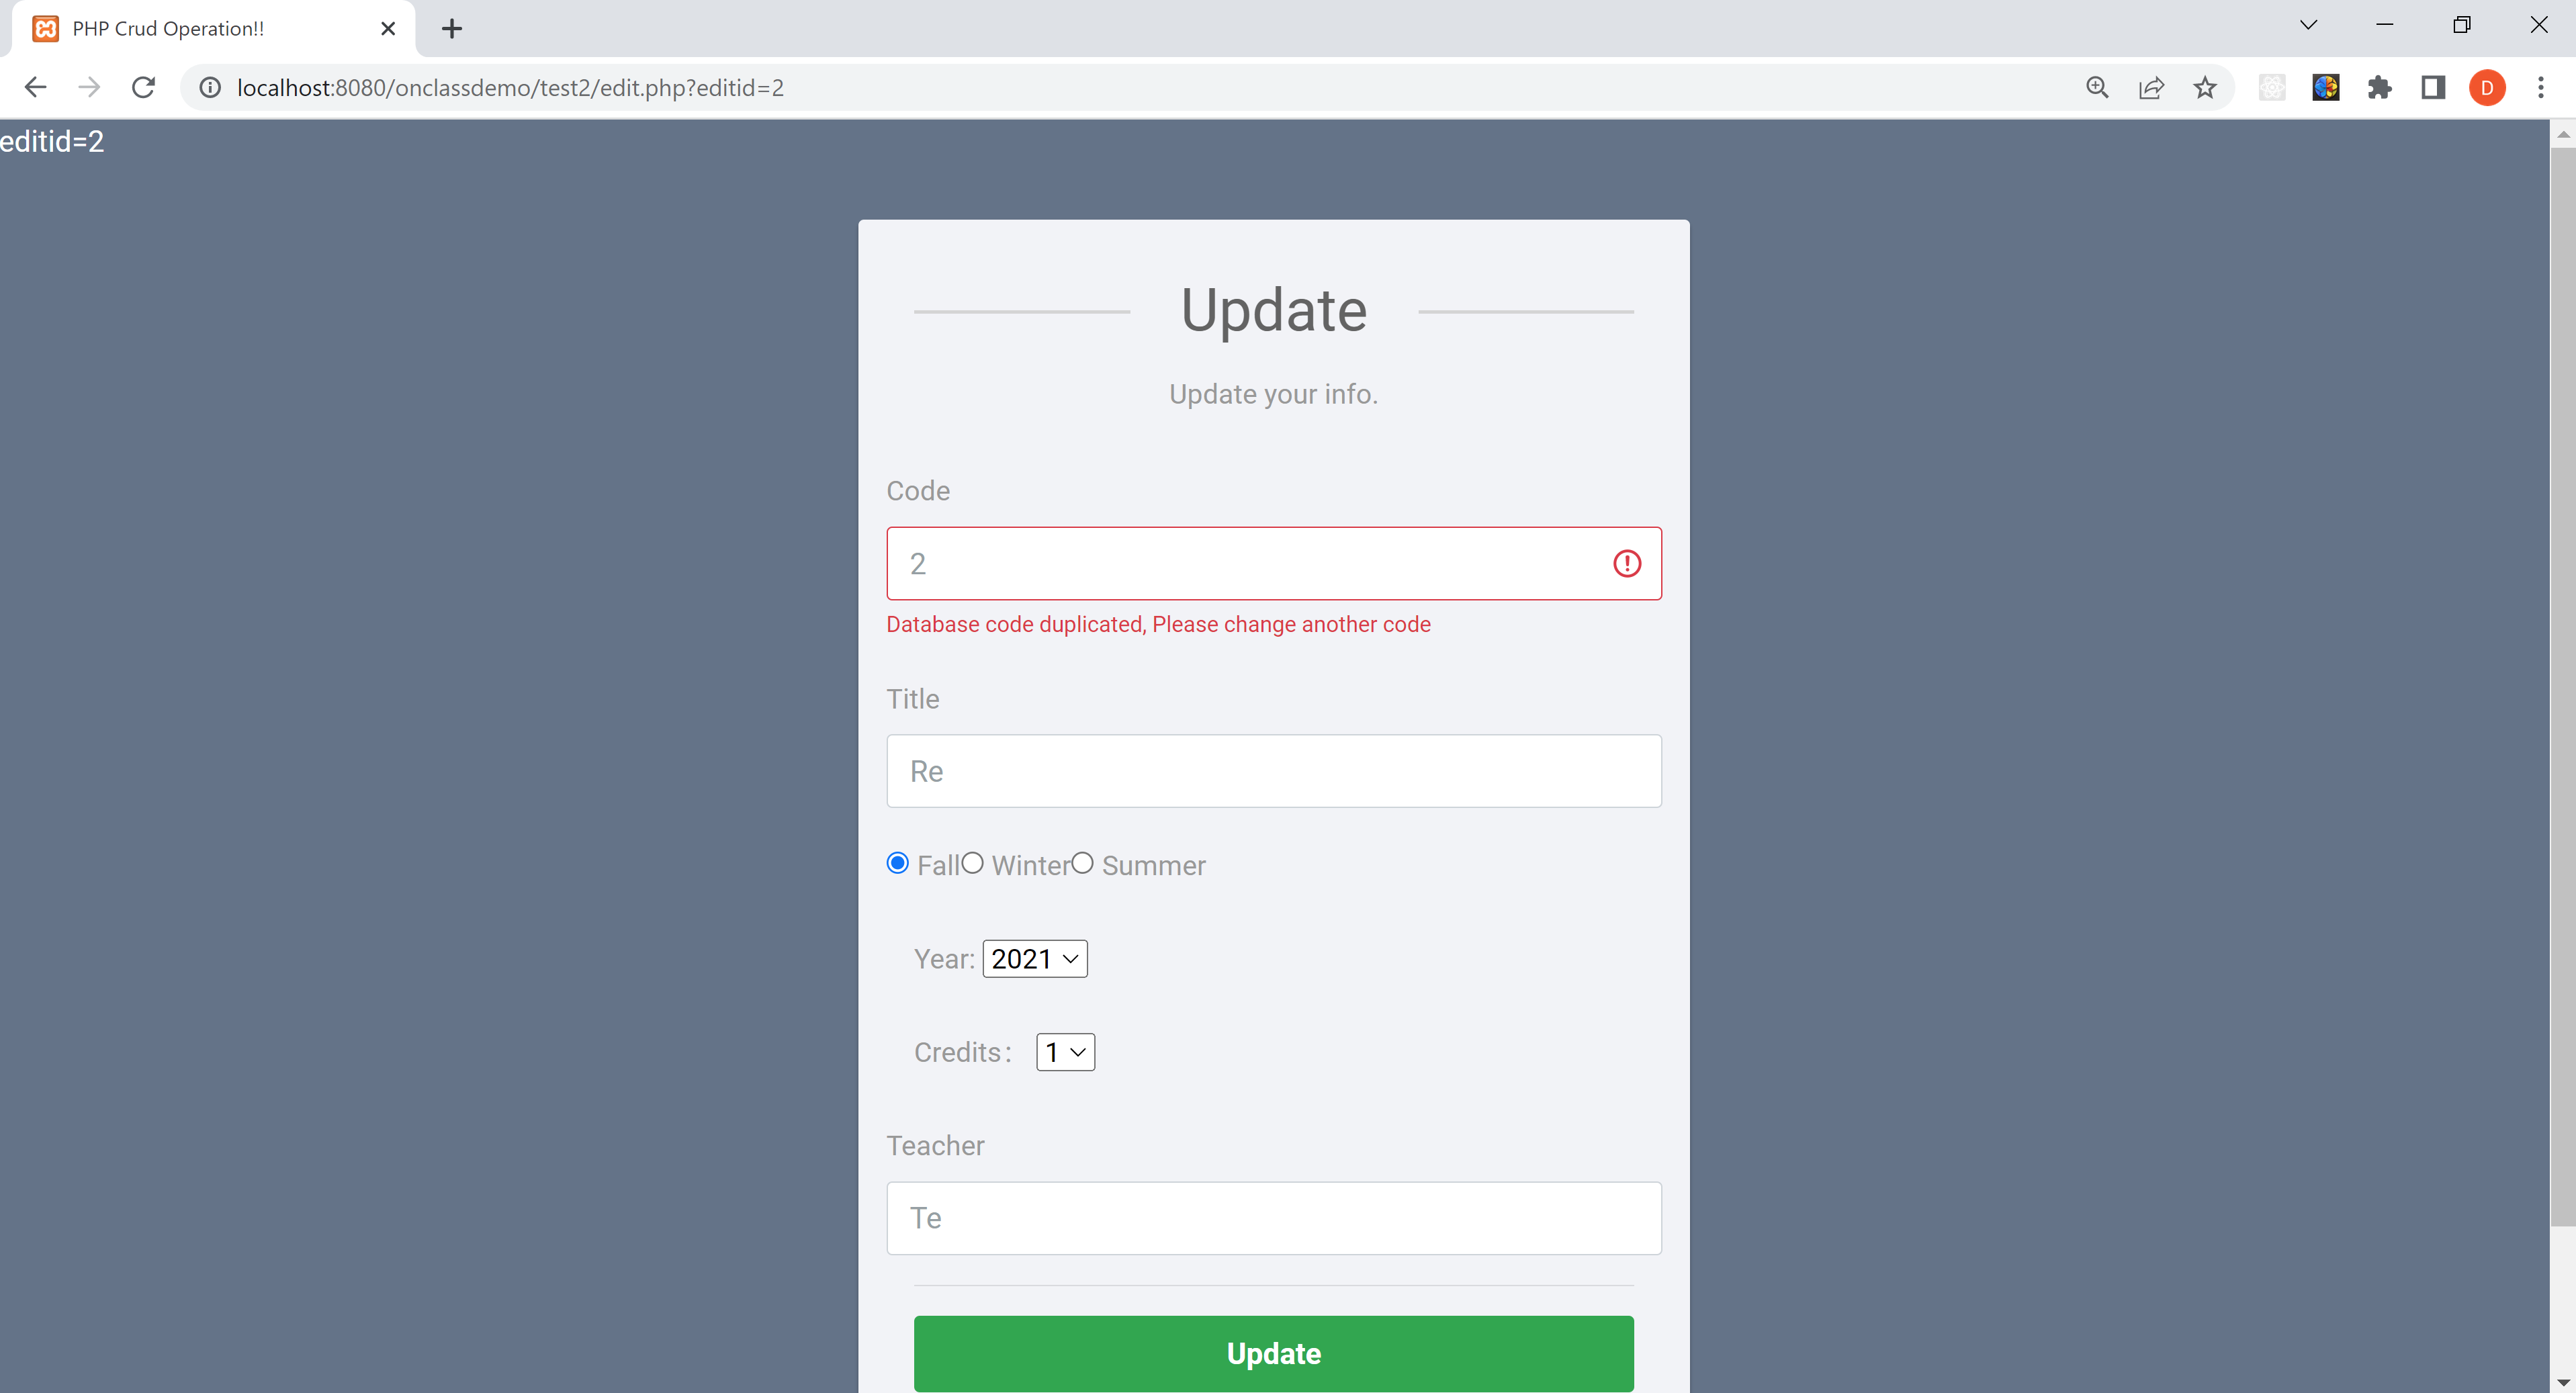 PHP Crud Operation!!
localhost:8080/onclassdemo/test2/edit.php?editid=2
D
editid=2
Update
Update your info.
Code
2
Database code duplicated, Please change another code
Title
Re
Fall Winter Summer
Year: 2021
Credits: 1
Teacher
Te
Update